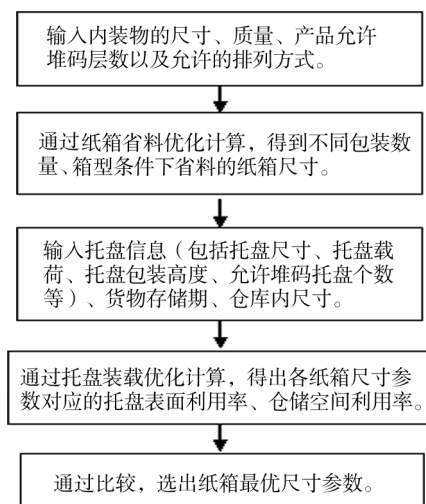 输入内装物的尺寸、质量、产品允许
堆码层数以及允许的排列方式。
通过纸箱省料优化计算，得到不同包装数
量、箱型条件下省料的纸箱尺寸。
输入托盘信息（包括托盘尺寸、托盘载
荷、托盘包装高度、允许堆码托盘个数
等）、货物存储期、仓库内尺寸。
通过托盘装载优化计算，得出各纸箱尺寸参
数对应的托盘表面利用率、仓储空间利用率。
通过比较，选出纸箱最优尺寸参数。